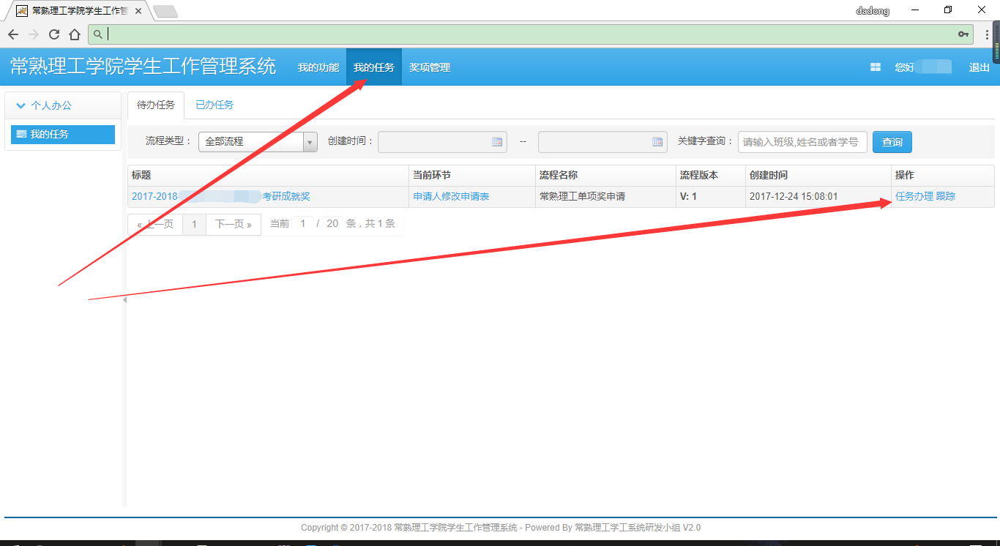 常熟理工学院学生工作管
dadong
常熟理工学院学生工作管理系统 我的功能 我的任务 奖项管理 您好 退出
个人办公
我的任务
待办任务 已办任务
流程类型： 全部流程 创建时间： -- 关键字查询： 请输入班级,姓名或者学号 查询
标题 当前环节 流程名称 流程版本 创建时间 操作
2017-2018- 考研成就奖 申请人修改申请表 常熟理工单项奖申请 V: 1 2017-12-24 15:08:01 任务办理 跟踪
« 上一页 1 下一页 » 当前 1 / 20 条，共 1 条
Copyright © 2017-2018 常熟理工学院学生工作管理系统 - Powered By 常熟理工学工系统研发小组 V2.0